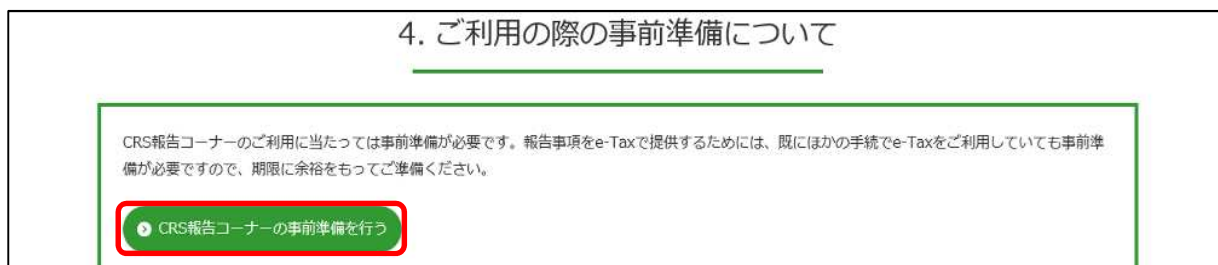 4. ご利用の際の事前準備について
CRS報告コーナーのご利用に当たっては事前準備が必要です。報告事項をe-Taxで提供するためには、既にほかの手続でe-Taxをご利用していても事前準
備が必要ですので、期限に余裕をもってご準備ください。
CRS報告コーナーの事前準備を行う